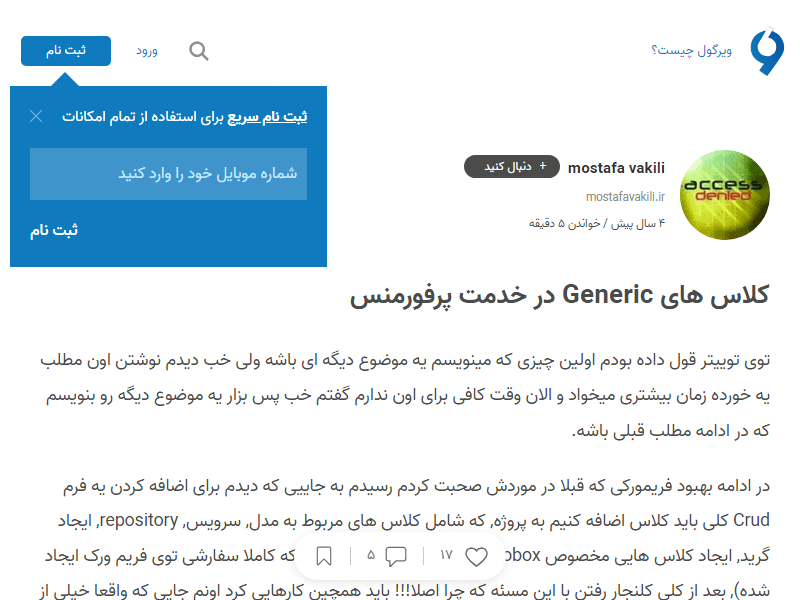 ویرگول چیست؟
ورود
ثبت نام
ثبت نام سریع برای استفاده از تمام امکانات
شماره موبایل خود را وارد کنید
ثبت نام
access
denied
mostafa vakili
+ دنبال کنید
mostafavakili.ir
۴ سال پیش / خواندن ۵ دقیقه
کلاس های Generic در خدمت پرفورمنس
توی توییتر قول داده بودم اولین چیزی که مینویسم یه موضوع دیگه ای باشه ولی خب دیدم نوشتن اون مطلب
یه خورده زمان بیشتری میخواد و الان وقت کافی برای اون ندارم گفتم خب پس بزار یه موضوع دیگه رو بنویسم
که در ادامه مطلب قبلی باشه.
در ادامه بهبود فریمورکی که قبلا در موردش صحبت کردم رسیدم به جاییی که دیدم برای اضافه کردن یه فرم
Crud کلی باید کلاس اضافه کنیم به پروژه, که شامل کلاس های مربوط به مدل, سرویس, repository, ایجاد
گرید, ایجاد کلاس هایی مخصوص که کاملا سفارشی توی فریم ورک ایجاد
شده), بعد از کلی کلنجار رفتن با این مسئه که چرا اصلا!!! باید همچین کارهایی کرد اونم جایی که واقعا خیلی از
۱۷
۵